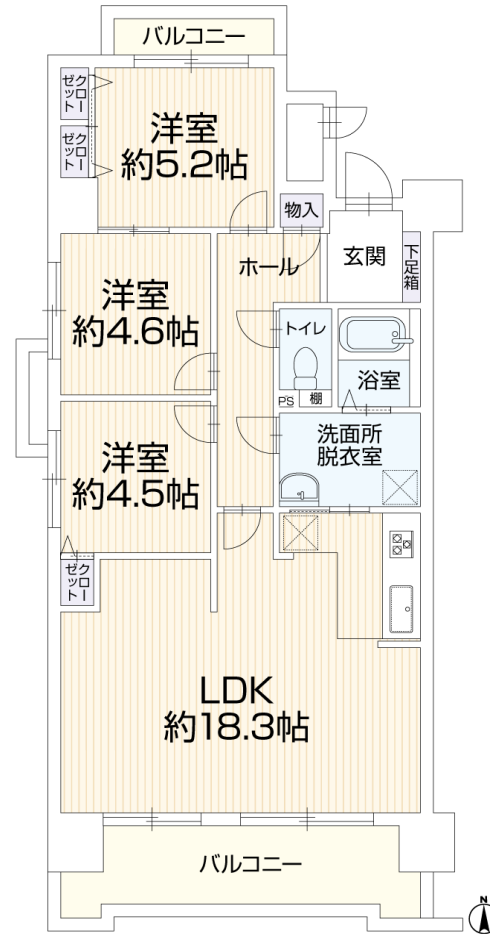 バルコニー
クローゼット
クローゼット
洋室
約5.2帖
物入
ホール
玄関
下足箱
洋室
約4.6帖
トイレ
PS
棚
浴室
洋室
約4.5帖
洗面所
脱衣室
クローゼット
LDK
約18.3帖
バルコニー
N